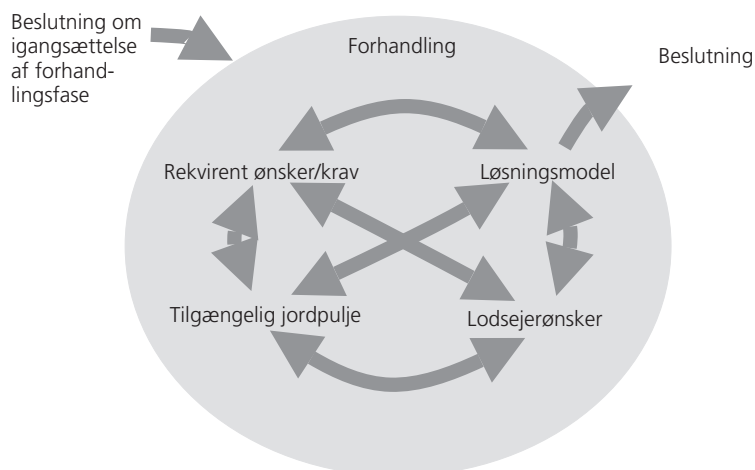 Beslutning om
igangsættelse
af forhand-
lingsfase
Forhandling
Beslutning
Rekvirent ønsker/krav
Løsningsmodel
Tilgængelig jordpulje
Lodsejerønsker